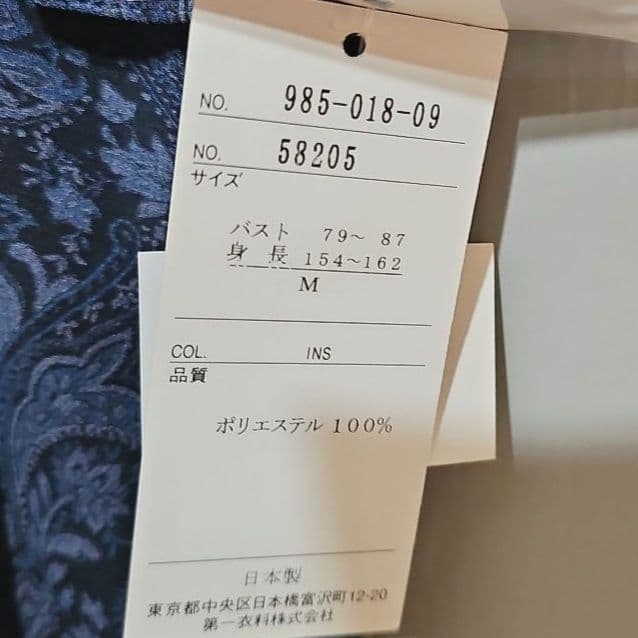 NO. 985-018-09
NO. 58205
サイズ
バスト 79～ 87
身 長 154～162
M
COL. INS
品質
ポリエステル 100%
日本製
東京都中央区日本橋富沢町12-20
第一衣料株式会社